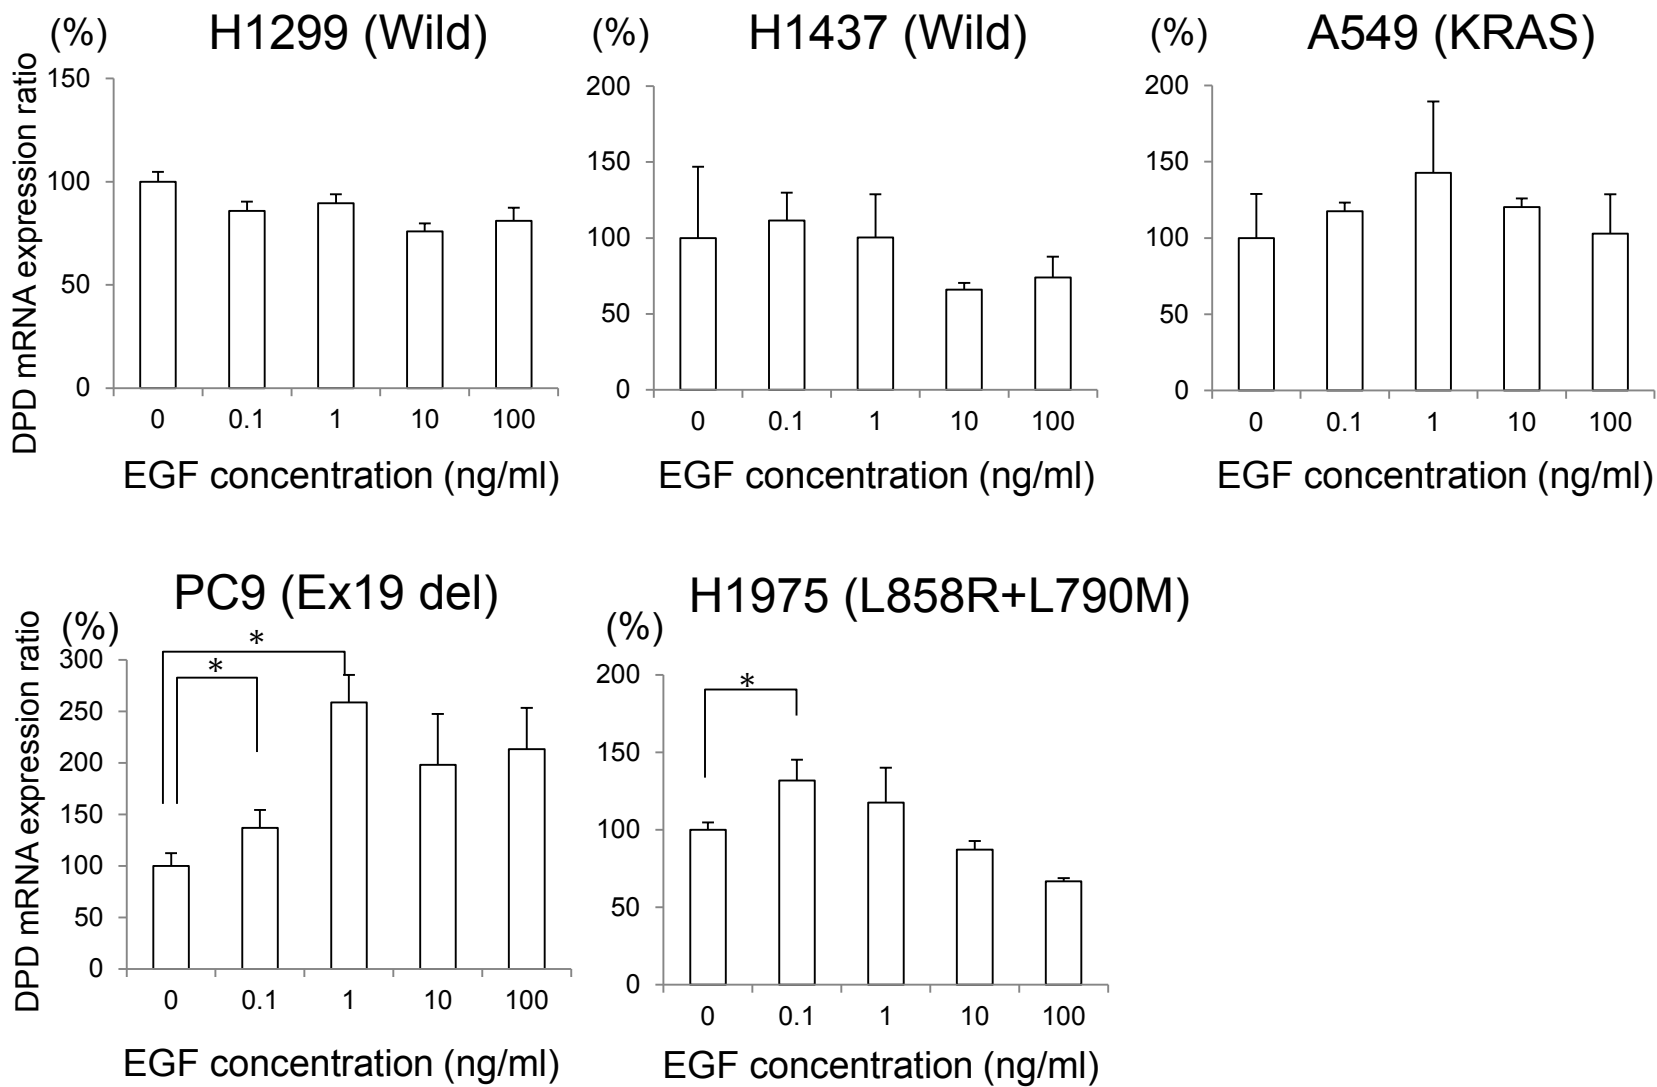 (%) H1299 (Wild)
DPD mRNA expression ratio
150
100
50
0
0 0.1 1 10 100
EGF concentration (ng/ml)
(%) H1437 (Wild)
200
150
100
50
0
0 0.1 1 10 100
EGF concentration (ng/ml)
(%) A549 (KRAS)
200
150
100
50
0
0 0.1 1 10 100
EGF concentration (ng/ml)
PC9 (Ex19 del)
(%)
DPD mRNA expression ratio
*
*
300
250
200
150
100
50
0
0 0.1 1 10 100
EGF concentration (ng/ml)
H1975 (L858R+L790M)
(%)
*
200
150
100
50
0
0 0.1 1 10 100
EGF concentration (ng/ml)